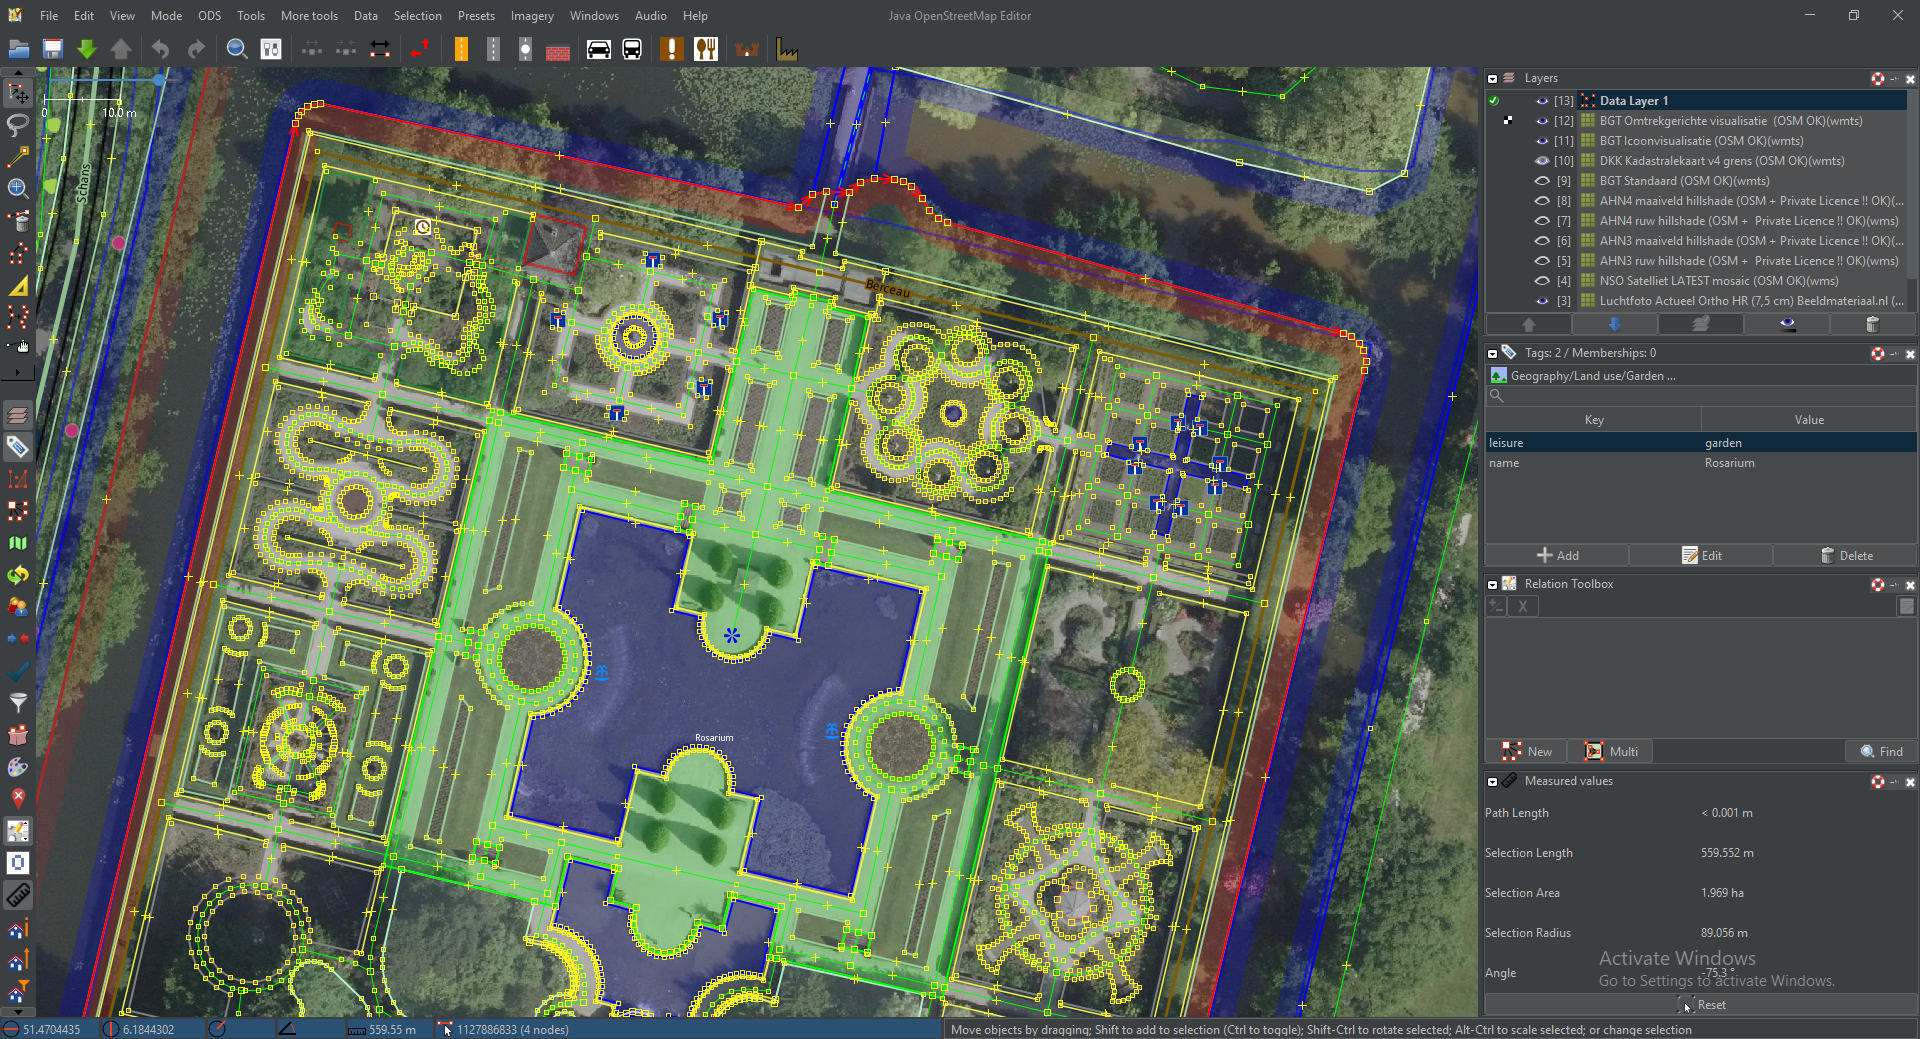 File Edit View Mode ODS Tools More tools Data Selection Presets Imagery Windows Audio Help
Java OpenStreetMap Editor
0 10.0 m
Schans
Berceau
Rosarium
Layers
[13] Data Layer 1
[12] BGT Omtrekgerichte visualisatie (OSM OK)(wmts)
[11] BGT Icoonvisualisatie (OSM OK)(wmts)
[10] DKK Kadastralekaart v4 grens (OSM OK)(wmts)
[9] BGT Standaard (OSM OK)(wmts)
[8] AHN4 maaiveld hillshade (OSM + Private Licence !! OK)(...
[7] AHN4 ruw hillshade (OSM + Private Licence !! OK)(wms)
[6] AHN3 maaiveld hillshade (OSM + Private Licence !! OK)(...
[5] AHN3 ruw hillshade (OSM + Private Licence !! OK)(wms)
[4] NSO Satelliet LATEST mosaic (OSM OK)(wms)
[3] Luchtfoto Actueel Ortho HR (7,5 cm) Beeldmateriaal.nl (...
Tags: 2 / Memberships: 0
Geography/Land use/Garden ...
Key Value
leisure garden
name Rosarium
Add Edit Delete
Relation Toolbox
X
New Multi Find
Measured values
Path Length < 0.001 m
Selection Length 559.552 m
Selection Area 1.969 ha
Selection Radius 89.056 m
Angle -75.3 °
Activate Windows
Go to Settings to activate Windows.
Reset
51.4704435 6.1844302 559.55 m 1127886833 (4 nodes)
Move objects by dragging; Shift to add to selection (Ctrl to toggle); Shift-Ctrl to rotate selected; Alt-Ctrl to scale selected; or change selection